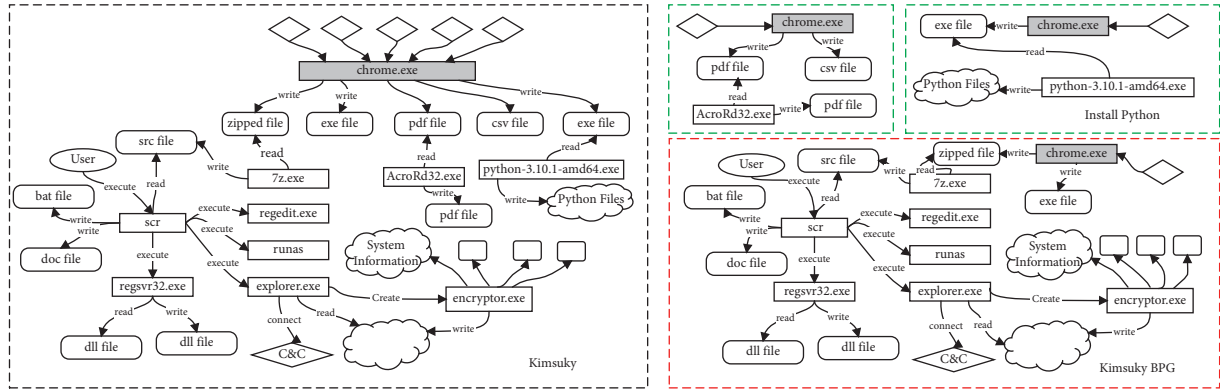 chrome.exe
write
write
write
write
write
zipped file
exe file
pdf file
csv file
exe file
src file
read
write
7z.exe
read
AcroRd32.exe
write
pdf file
read
python-3.10.1-amd64.exe
write
Python Files
User
execute
read
bat file
write
write
doc file
scr
execute
regedit.exe
execute
runas
execute
execute
regsvr32.exe
read
write
dll file
dll file
explorer.exe
connect
read
C&C
Create
System
Information
encryptor.exe
write
Kimsuky
chrome.exe
write
write
pdf file
csv file
read
AcroRd32.exe
write
pdf file
exe file
write
chrome.exe
read
Python Files
write
python-3.10.1-amd64.exe
Install Python
User
execute
src file
read
read
write
zipped file
write
chrome.exe
7z.exe
write
exe file
bat file
write
write
doc file
scr
execute
regedit.exe
execute
runas
execute
execute
regsvr32.exe
read
write
dll file
dll file
explorer.exe
connect
read
C&C
Create
System
Information
encryptor.exe
write
Kimsuky BPG